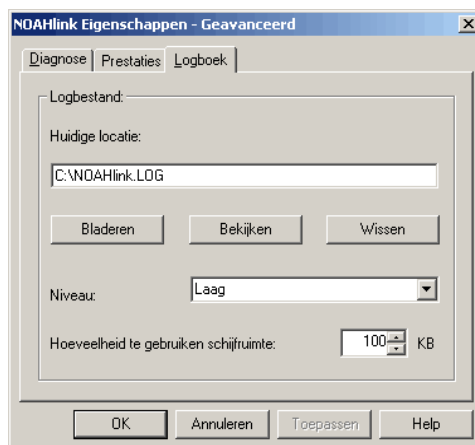 NOAHlink Eigenschappen - Geavanceerd
Diagnose Prestaties Logboek
Logbestand:
Huidige locatie:
C:\NOAHlink.LOG
Bladeren Bekijken Wissen
Niveau: Laag
Hoeveelheid te gebruiken schijfruimte: 100 KB
OK Annuleren Toepassen Help